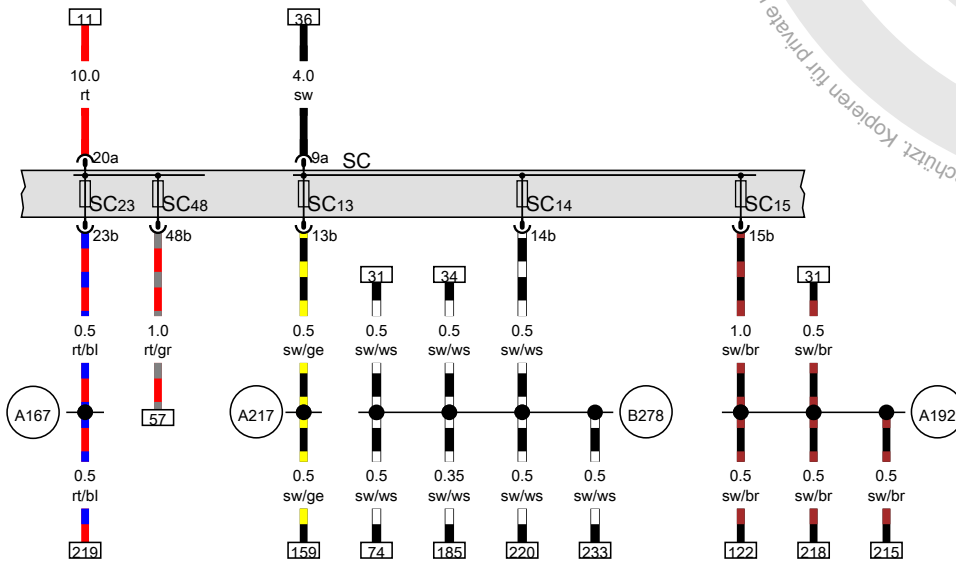 11 36
10.0 4.0
rt sw
schützt. Kopieren für private
20a 9a SC
SC23 SC48 SC13 SC14 SC15
23b 48b 13b 14b 15b
31 34 31
0.5 1.0 0.5 0.5 0.5 0.5 1.0 0.5
rt/bl rt/gr sw/ge sw/ws sw/ws sw/ws sw/br sw/br
A167 57 A217 B278 A192
0.5 0.5 0.5 0.35 0.5 0.5 0.5 0.5 0.5
rt/bl sw/ge sw/ws sw/ws sw/ws sw/ws sw/br sw/br sw/br
219 159 74 185 220 233 122 218 215